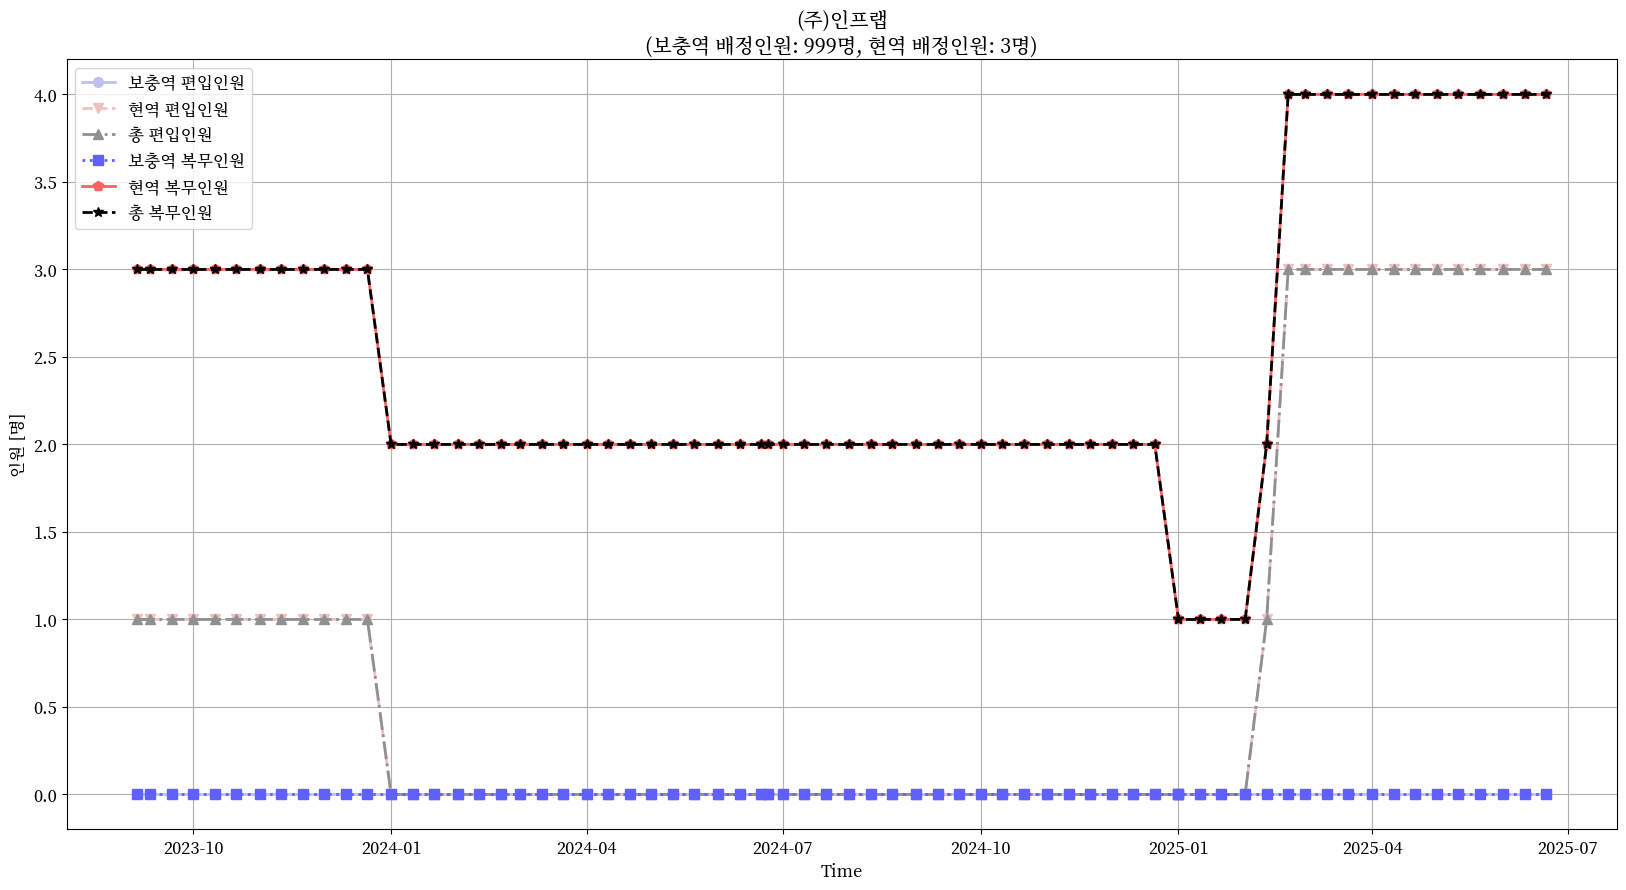 (주)인프랩
(보충역 배정인원: 999명, 현역 배정인원: 3명)
보충역 편입인원
현역 편입인원
총 편입인원
보충역 복무인원
현역 복무인원
총 복무인원
4.0
3.5
3.0
2.5
2.0
1.5
1.0
0.5
0.0
인원 [명]
2023-10 2024-01 2024-04 2024-07 2024-10 2025-01 2025-04 2025-07
Time